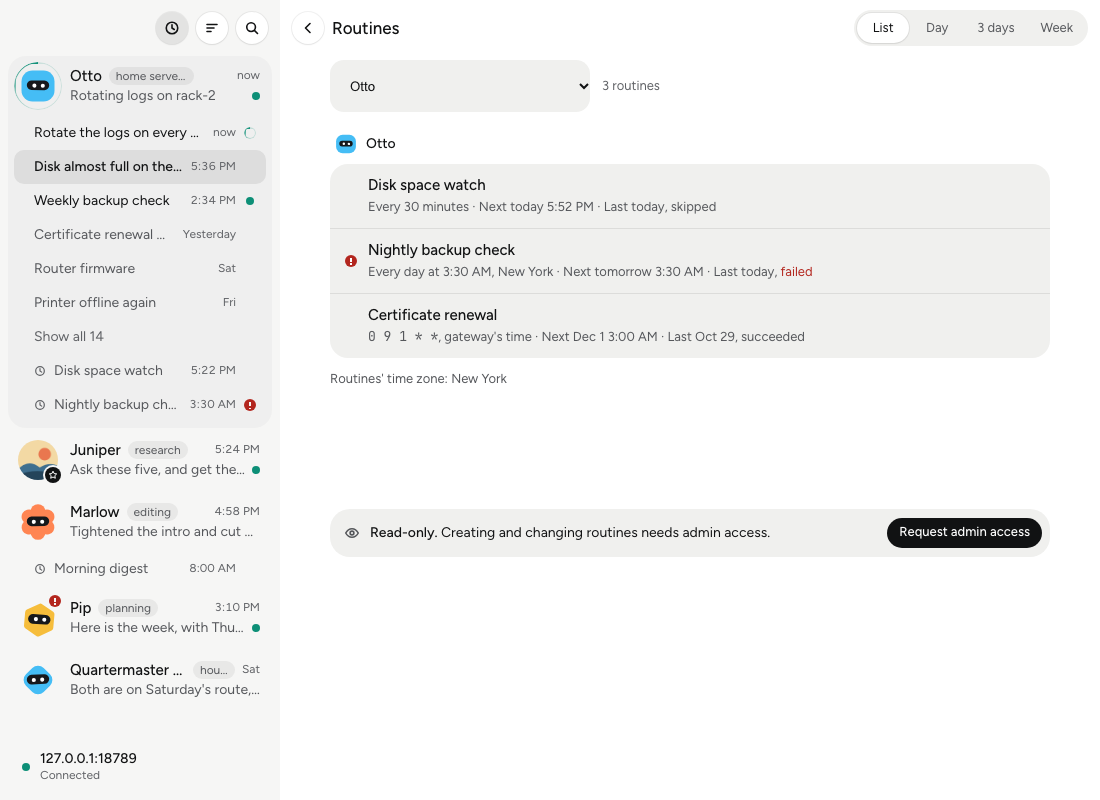 Otto home serve... now
Rotating logs on rack-2
Rotate the logs on every ... now
Disk almost full on the... 5:36 PM
Weekly backup check 2:34 PM
Certificate renewal ... Yesterday
Router firmware Sat
Printer offline again Fri
Show all 14
Disk space watch 5:22 PM
Nightly backup ch... 3:30 AM
Juniper research 5:24 PM
Ask these five, and get the...
Marlow editing 4:58 PM
Tightened the intro and cut ...
Morning digest 8:00 AM
Pip planning 3:10 PM
Here is the week, with Thu...
Quartermaster ... hou... Sat
Both are on Saturday's route,...
127.0.0.1:18789
Connected
Routines
List Day 3 days Week
Otto 3 routines
Otto
Disk space watch
Every 30 minutes · Next today 5:52 PM · Last today, skipped
Nightly backup check
Every day at 3:30 AM, New York · Next tomorrow 3:30 AM · Last today, failed
Certificate renewal
0 9 1 * *, gateway's time · Next Dec 1 3:00 AM · Last Oct 29, succeeded
Routines' time zone: New York
Read-only. Creating and changing routines needs admin access. Request admin access